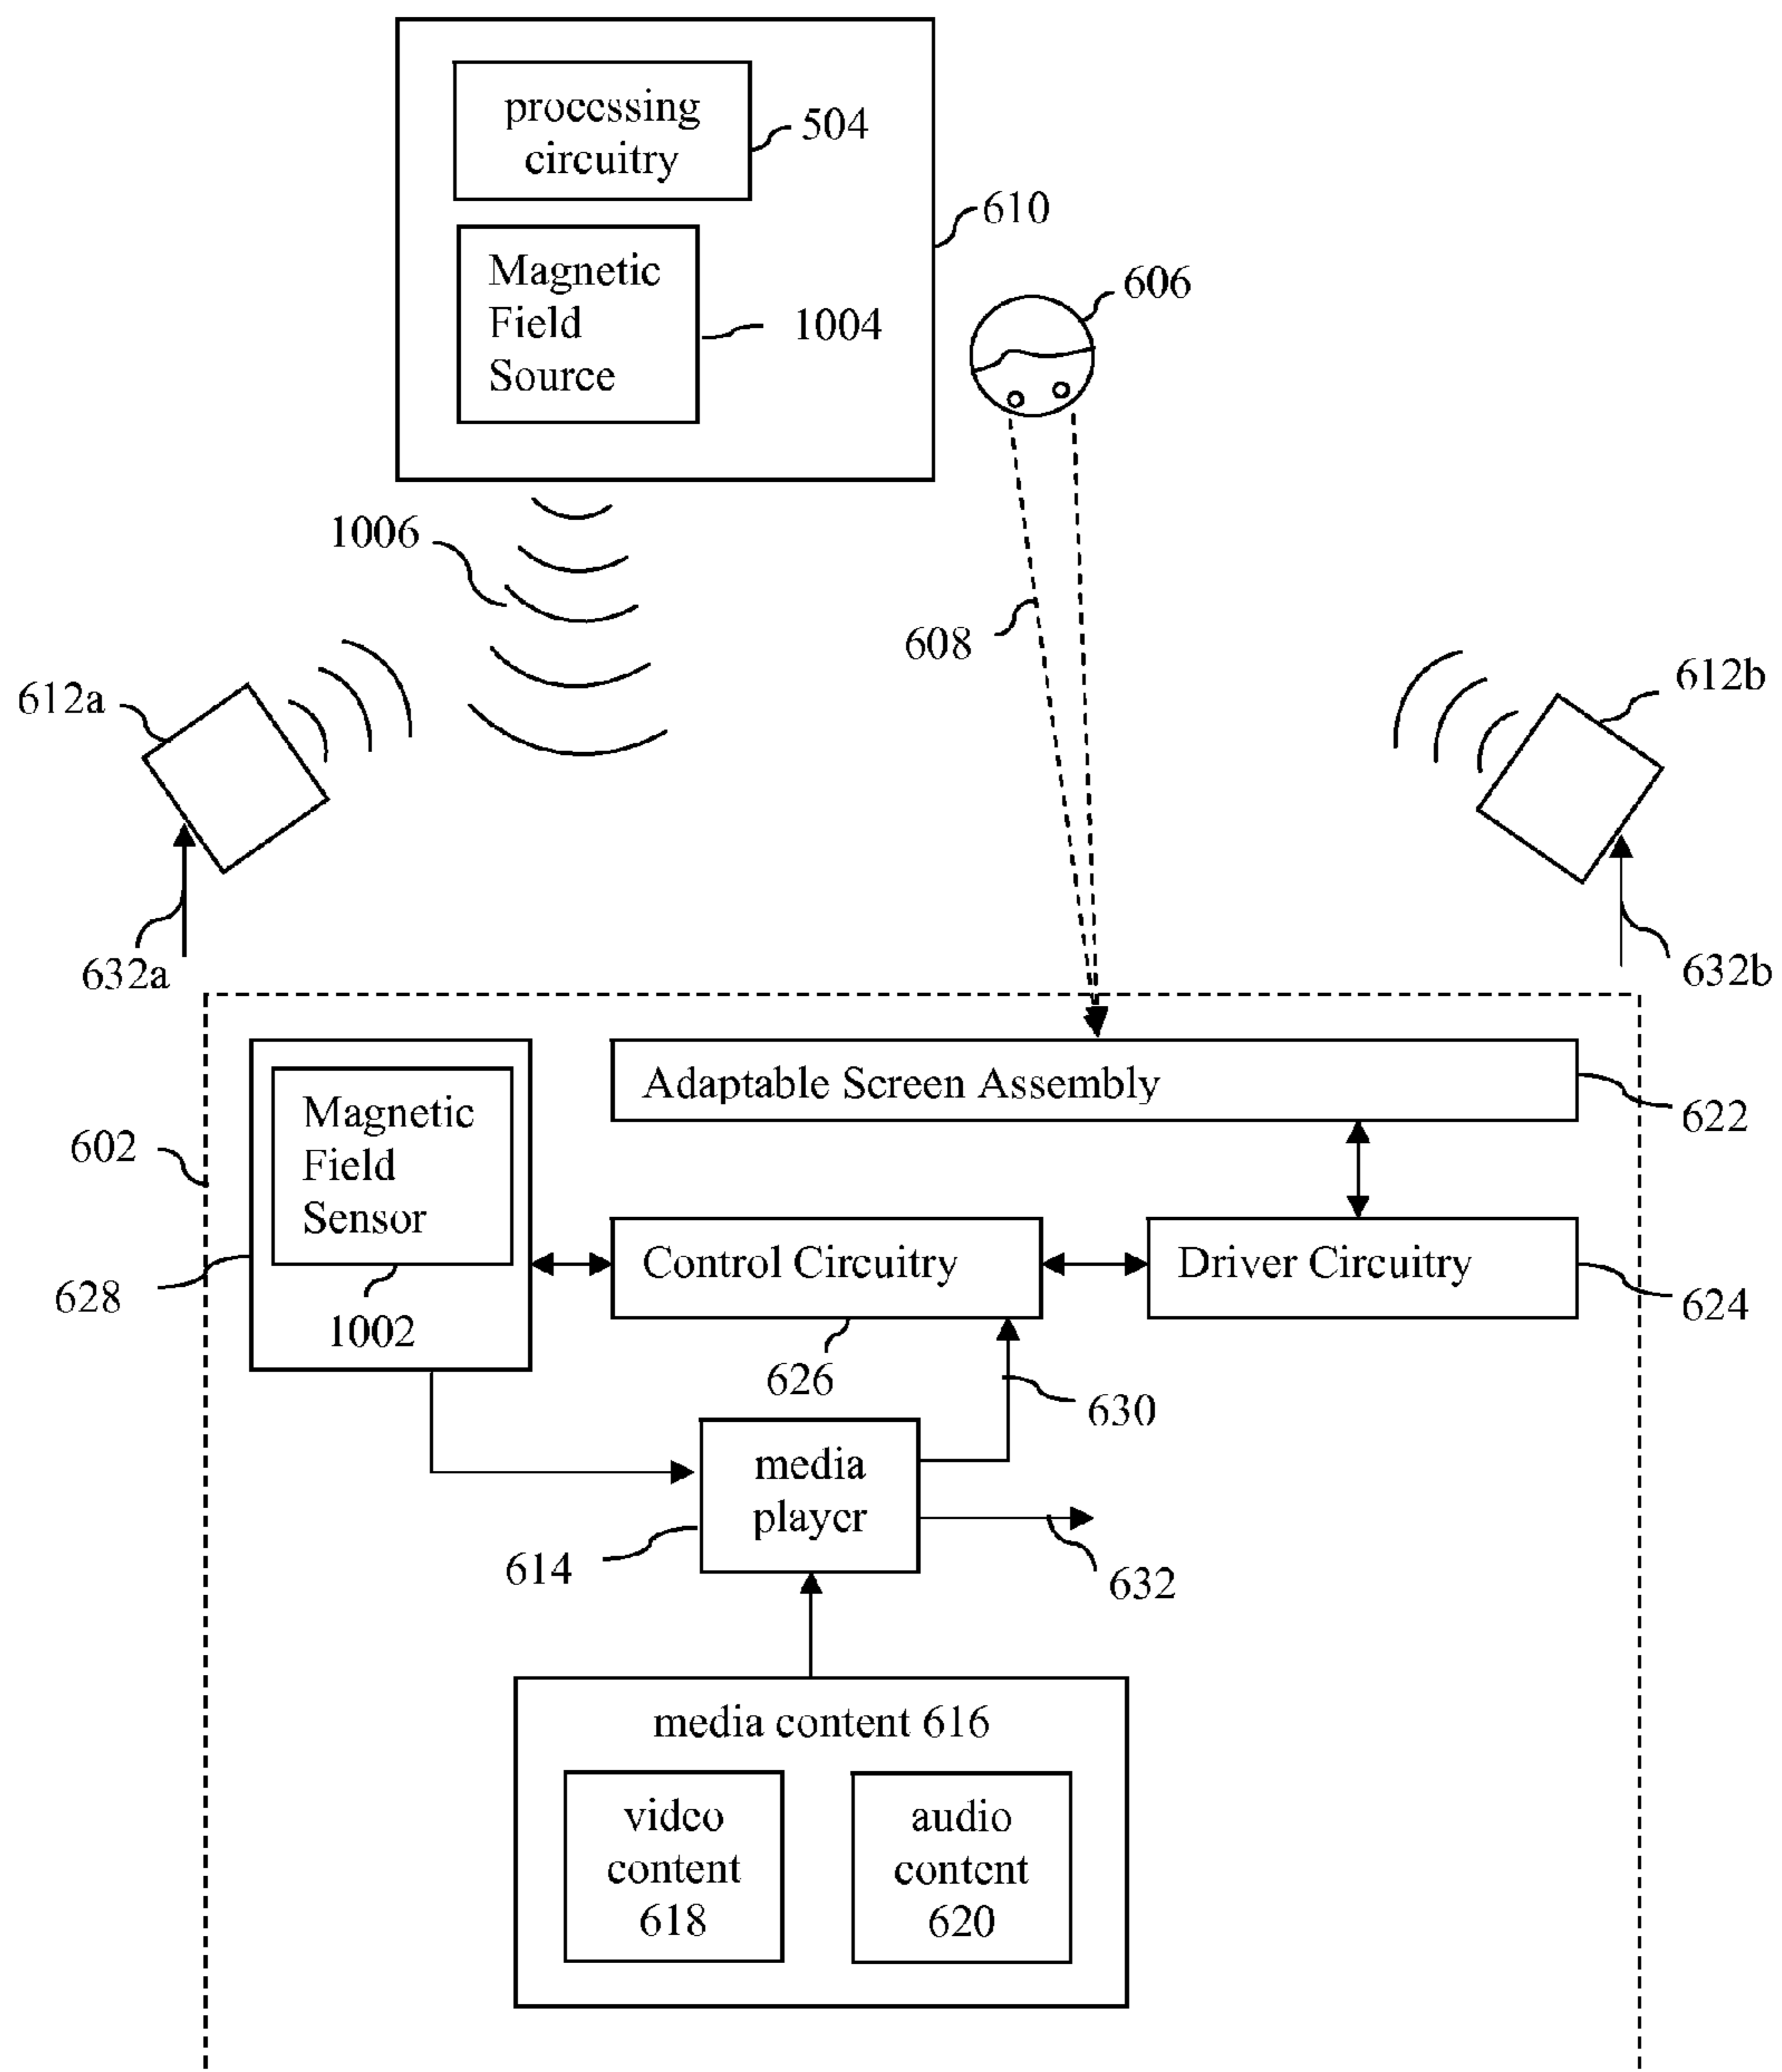 processing
circuitry
504
610
Magnetic
Field
Source
1004
606
1006
608
612a
612b
632a
632b
602
Magnetic
Field
Sensor
1002
628
Adaptable Screen Assembly
622
Control Circuitry
626
Driver Circuitry
624
630
media
player
614
632
media content 616
video
content
618
audio
content
620